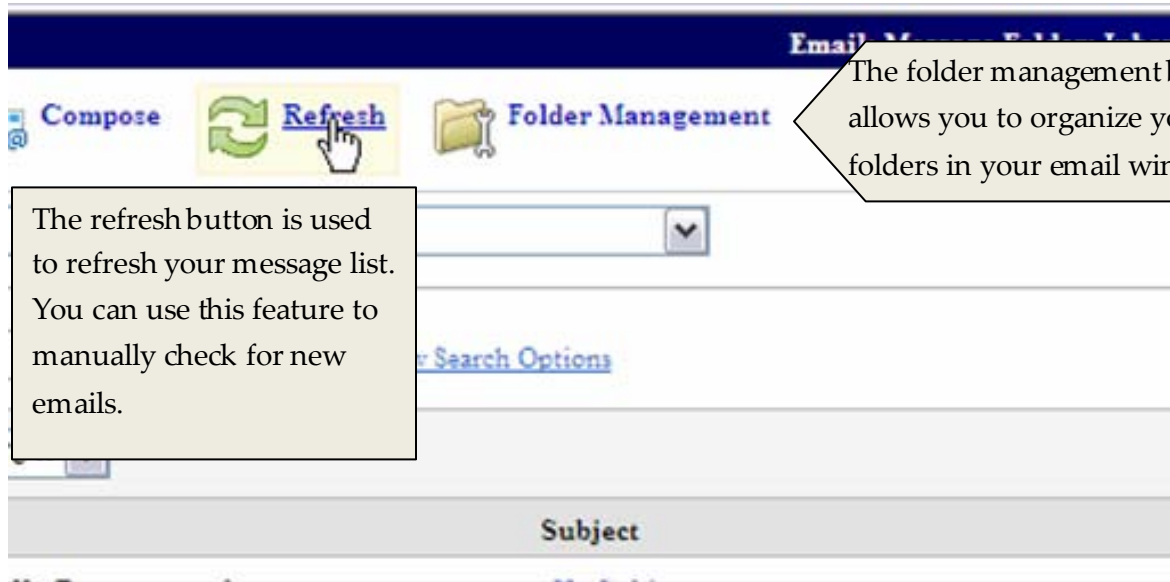 Compose Refresh Folder Management
The folder management
allows you to organize
folders in your email
The refresh button is used
to refresh your message list.
You can use this feature to
manually check for new
emails.
Search Options
Subject